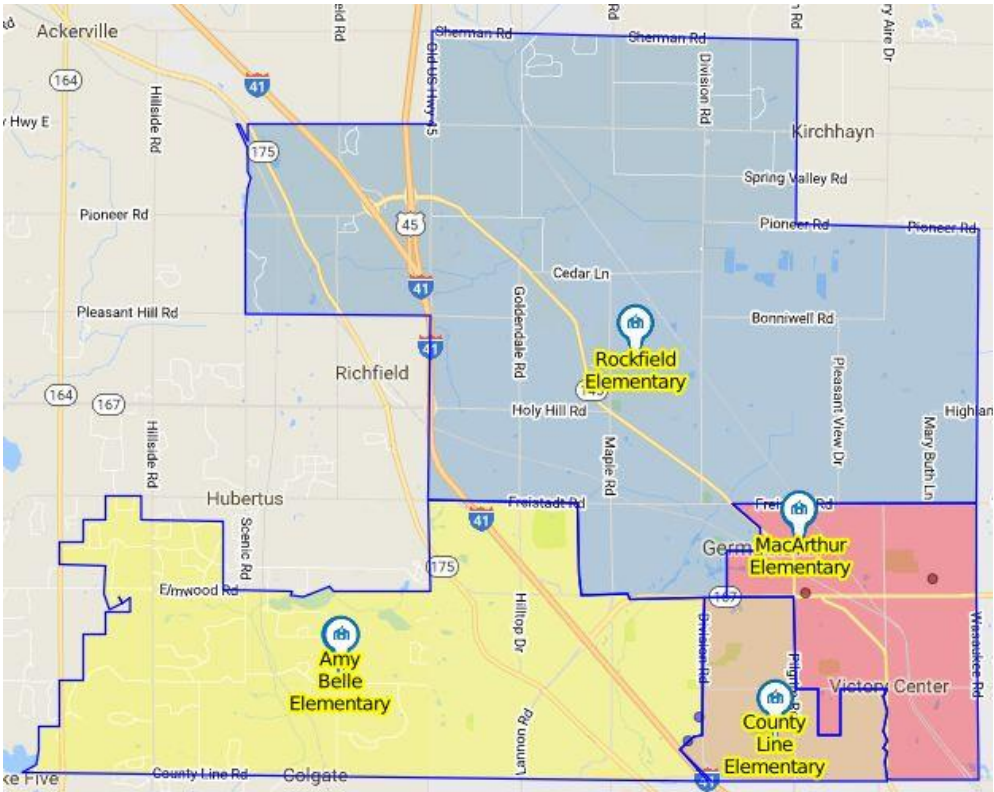 Ackerville
Sherman Rd
Sherman Rd
164
41
Old US Hwy 45
Division Rd
Hillside Rd
Hwy E
Kirchhayn
175
Spring Valley Rd
Pioneer Rd
45
Pioneer Rd
Pioneer Rd
Cedar Ln
41
Pleasant Hill Rd
Goldendale Rd
Bonniwell Rd
41
Rockfield
Elementary
Richfield
Pleasant View Dr
164
167
Holy Hill Rd
Hillside Rd
Maple Rd
Mary Buth Ln
Hubertus
Freistadt Rd
41
Scenic Rd
MacArthur
Elementary
175
Elmwood Rd
167
Hilltop Dr
Division Rd
Wasaukee Rd
Amy
Belle
Elementary
Victory Center
County
Line
Elementary
County Line Rd
Colgate
41